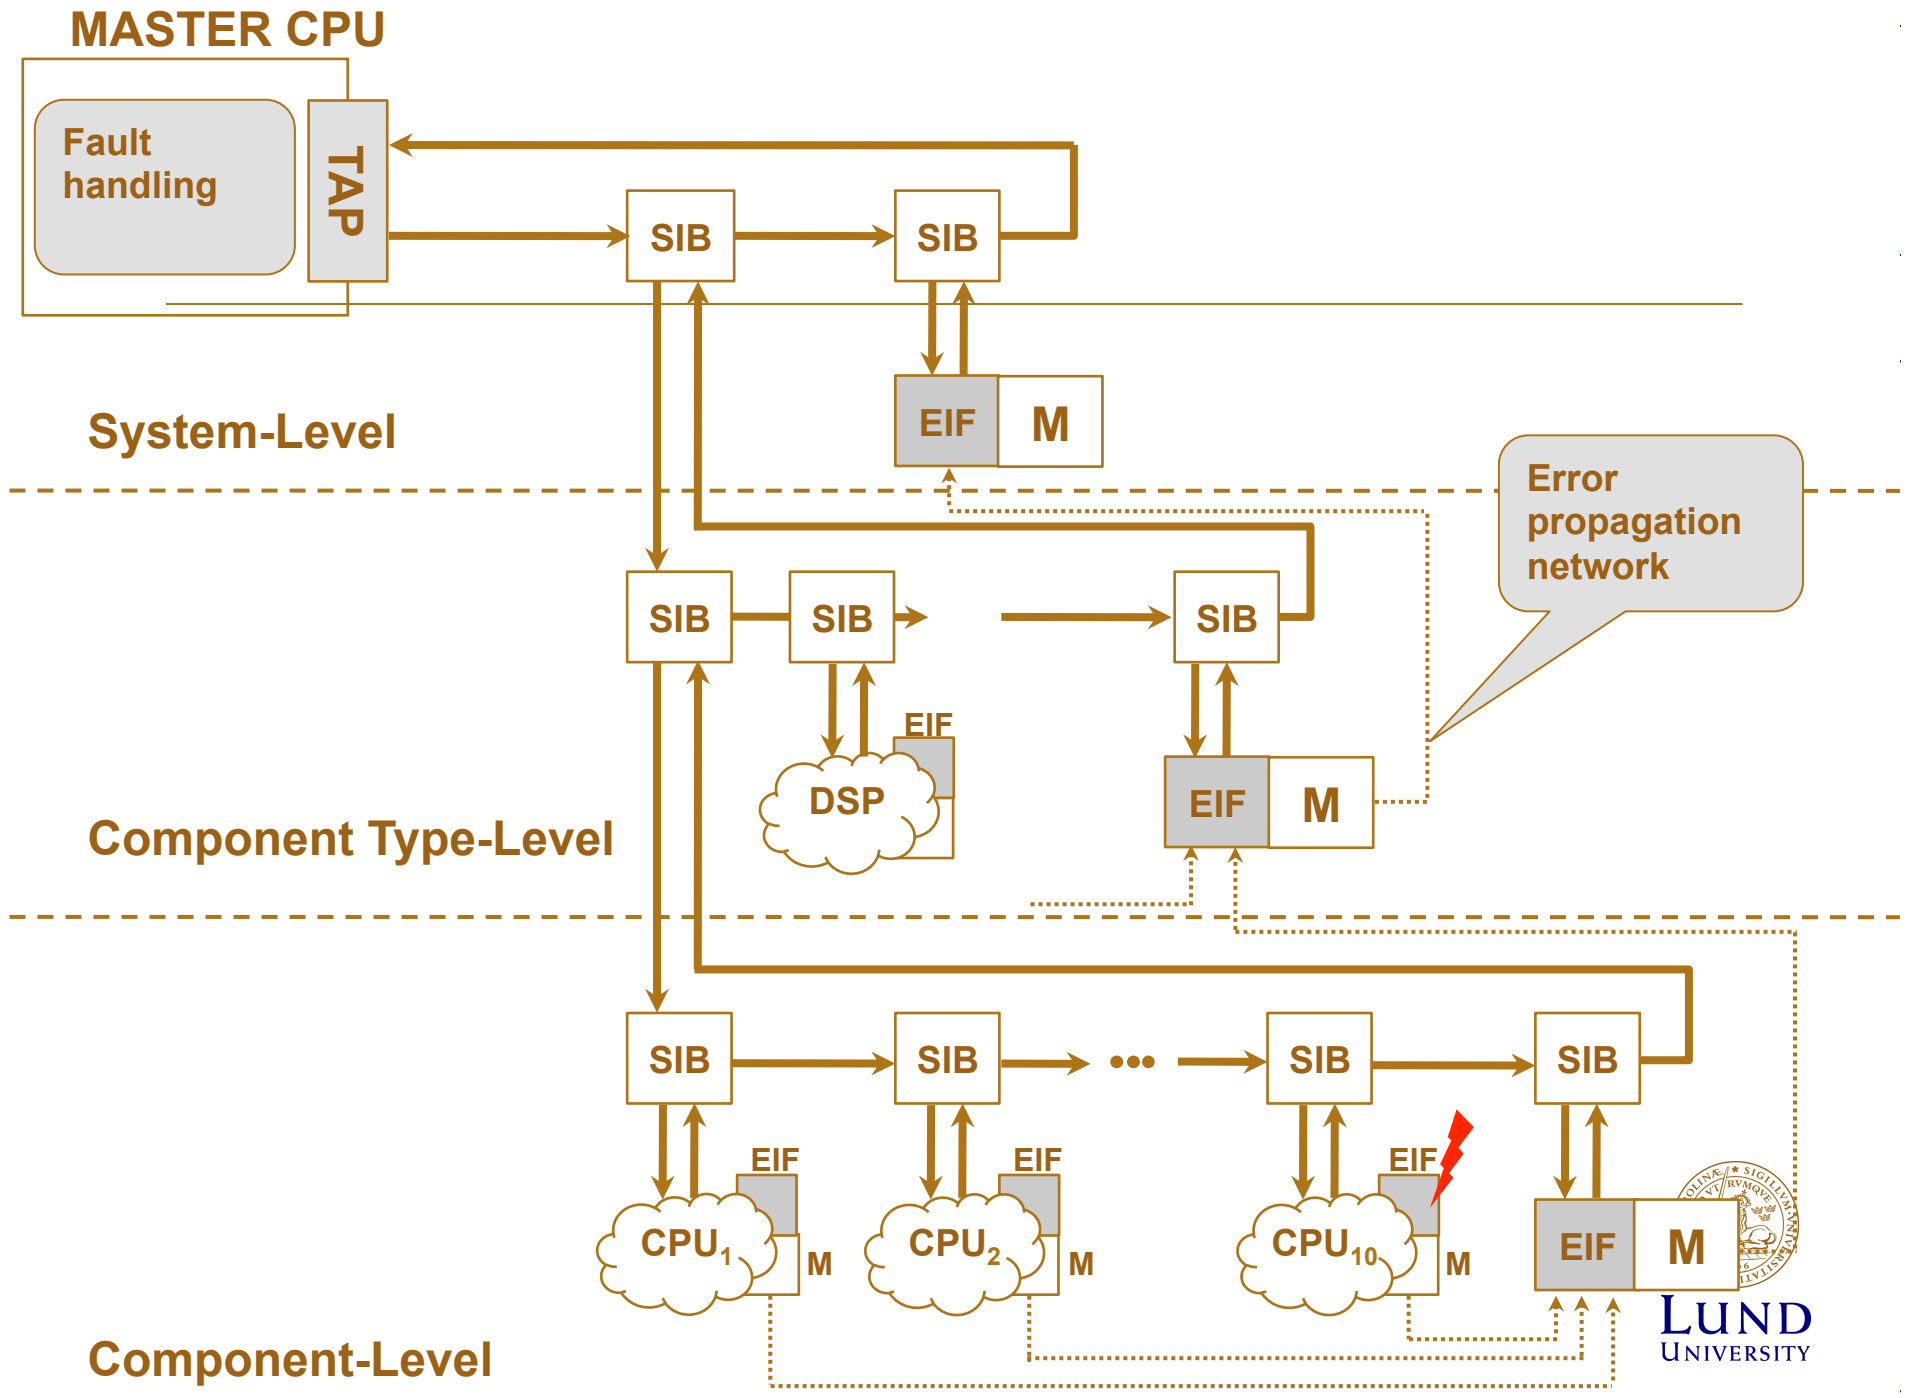 MASTER CPU
Fault
handling
TAP
SIB
SIB
EIF
M
System-Level
Error
propagation
network
SIB
SIB
SIB
EIF
DSP
EIF
M
Component Type-Level
SIB
SIB
•••
SIB
SIB
EIF
CPU1
M
EIF
CPU2
M
EIF
CPU10
M
EIF
M
LUND
UNIVERSITY
Component-Level